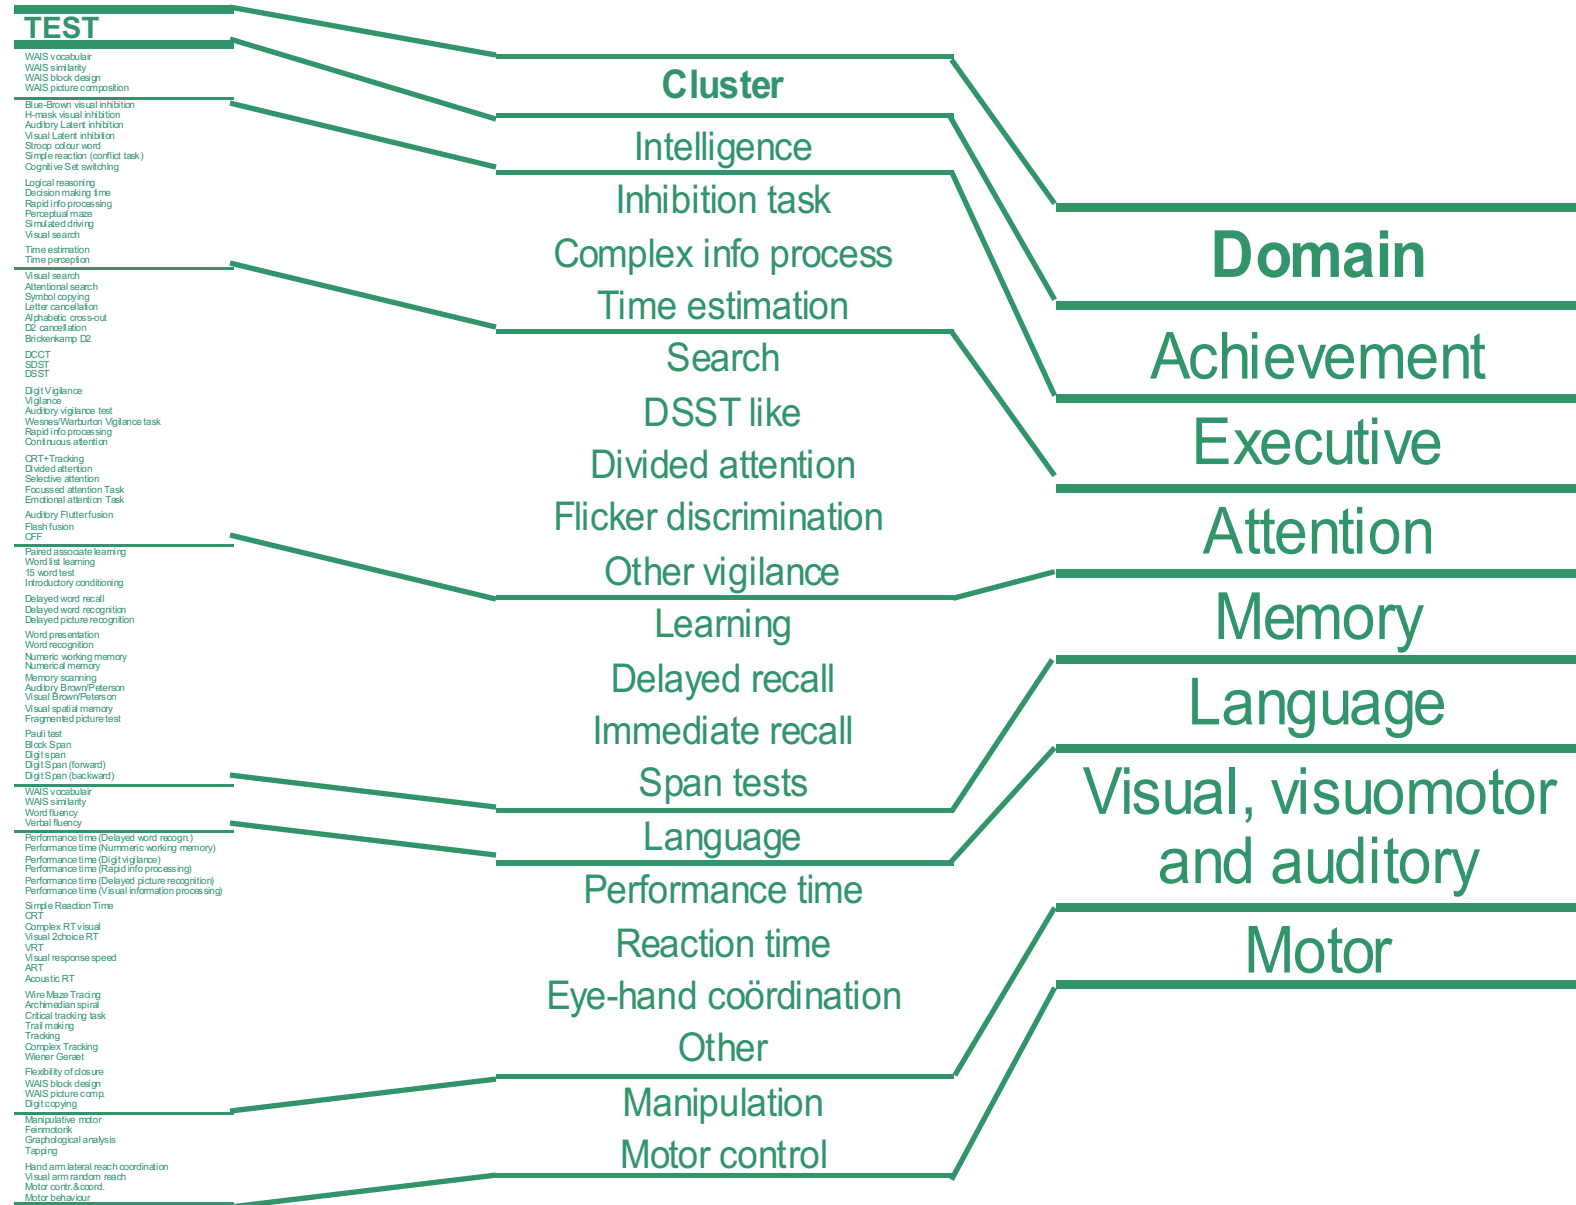 TEST
WAIS vocabulair
WAIS similarity
WAIS block design
WAIS picture composition
Blue-Brown visual inhibition
H-mask visual inhibition
Auditory Latent inhibition
Visual Latent inhibition
Stroop colour word
Simple reaction (conflict task)
Cognitive Set switching
Logical reasoning
Decision making time
Rapid info processing
Perceptual maze
Simulated driving
Visual search
Time estimation
Time perception
Visual search
Attentional search
Symbol copying
Letter cancellation
Alphabetic cross-out
D2 cancellation
Brickenkamp D2
DCCT
SDST
DSST
Digit Vigilance
Vigilance
Auditory vigilance test
Wesnes/Warburton Vigilance task
Rapid info processing
Continuous attention
CRT+Tracking
Divided attention
Selective attention
Focussed attention Task
Emotional attention Task
Auditory Flutter fusion
Flash fusion
CFF
Paired associate learning
Word list learning
15 word test
Introductory conditioning
Delayed word recall
Delayed word recognition
Delayed picture recognition
Word presentation
Word recognition
Numeric working memory
Numerical memory
Memory scanning
Auditory Brown/Peterson
Visual Brown/Peterson
Visual spatial memory
Fragmented picture test
Pauli test
Block Span
Digit span
Digit Span (forward)
Digit Span (backward)
WAIS vocabulair
WAIS similarity
Word fluency
Verbal fluency
Performance time (Delayed word recogn.)
Performance time (Nummeric working memory)
Performance time (Digit vigilance)
Performance time (Rapid info processing)
Performance time (Delayed picture recognition)
Performance time (Visual information processing)
Simple Reaction Time
CRT
Complex RT visual
Visual 2choice RT
VRT
Visual response speed
ART
Acoustic RT
Wire Maze Tracing
Archimedian spiral
Critical tracking task
Trail making
Tracking
Complex Tracking
Wiener Geraet
Flexibility of closure
WAIS block design
WAIS picture comp.
Digit copying
Manipulative motor
Feinmotorik
Graphological analysis
Tapping
Hand arm lateral reach coordination
Visual arm random reach
Motor contr.&coord.
Motor behaviour
Cluster
Intelligence
Inhibition task
Complex info process
Time estimation
Search
DSST like
Divided attention
Flicker discrimination
Other vigilance
Learning
Delayed recall
Immediate recall
Span tests
Language
Performance time
Reaction time
Eye-hand coördination
Other
Manipulation
Motor control
Domain
Achievement
Executive
Attention
Memory
Language
Visual, visuomotor
and auditory
Motor